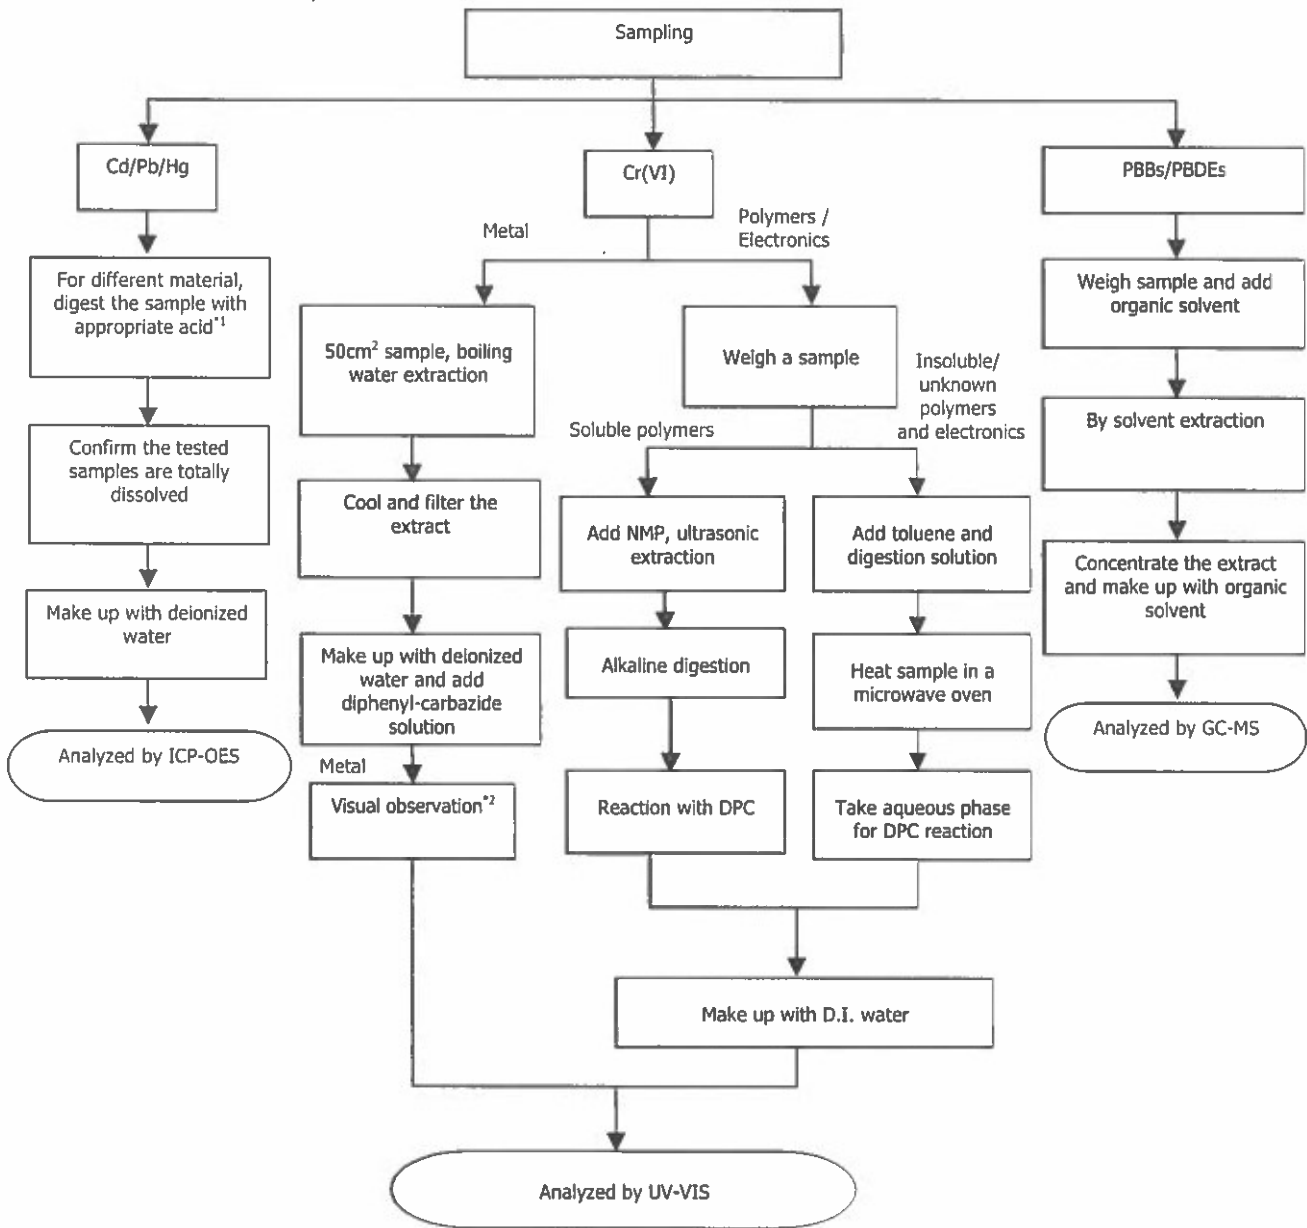 Sampling
Cd/Pb/Hg
Cr(VI)
PBBs/PBDEs
Metal
Polymers /
Electronics
For different material,
digest the sample with
appropriate acid*1
50cm² sample, boiling
water extraction
Weigh a sample
Weigh sample and add
organic solvent
Insoluble/
unknown
polymers
and electronics
Soluble polymers
By solvent extraction
Confirm the tested
samples are totally
dissolved
Cool and filter the
extract
Add NMP, ultrasonic
extraction
Add toluene and
digestion solution
Concentrate the extract
and make up with organic
solvent
Make up with deionized
water
Make up with deionized
water and add
diphenyl-carbazide
solution
Alkaline digestion
Heat sample in a
microwave oven
Analyzed by ICP-OES
Analyzed by GC-MS
Metal
Visual observation*2
Reaction with DPC
Take aqueous phase
for DPC reaction
Make up with D.I. water
Analyzed by UV-VIS